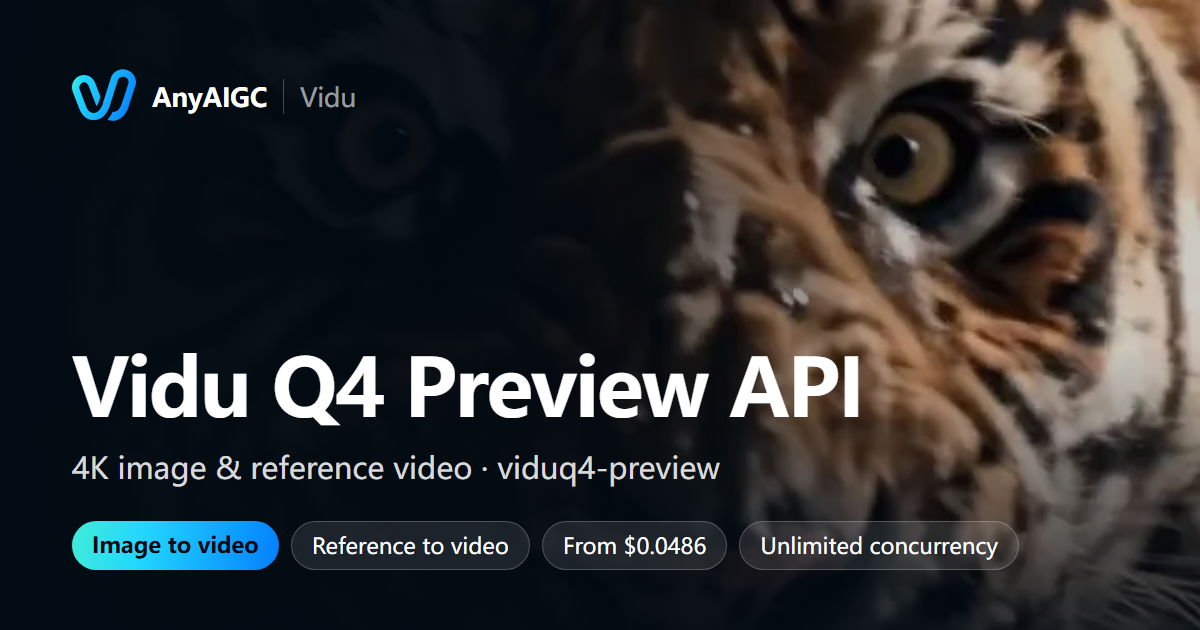 AnyAIGC | Vidu
Vidu Q4 Preview API
4K image & reference video · viduq4-preview
Image to video
Reference to video
From $0.0486
Unlimited concurrency